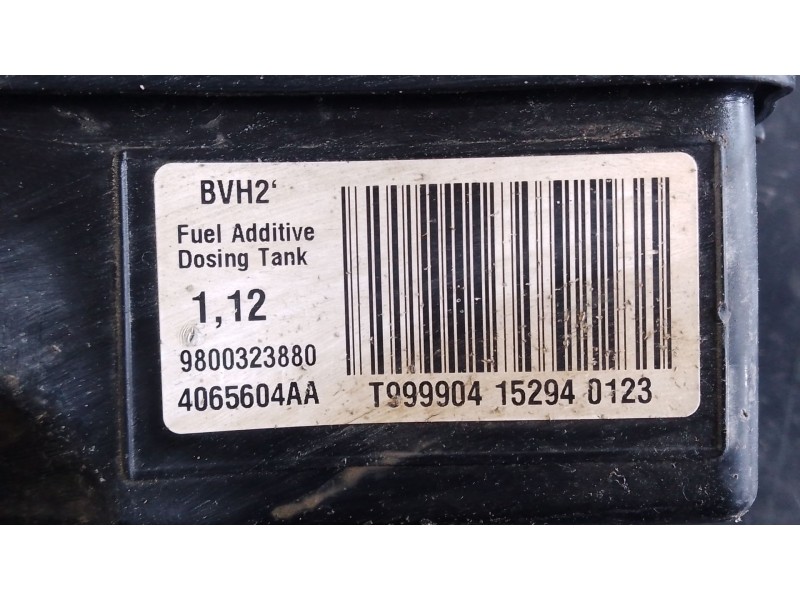 BVH2‘
Fuel Additive
Dosing Tank
1,12
9800323880
4065604AA
T999904 15294 0123